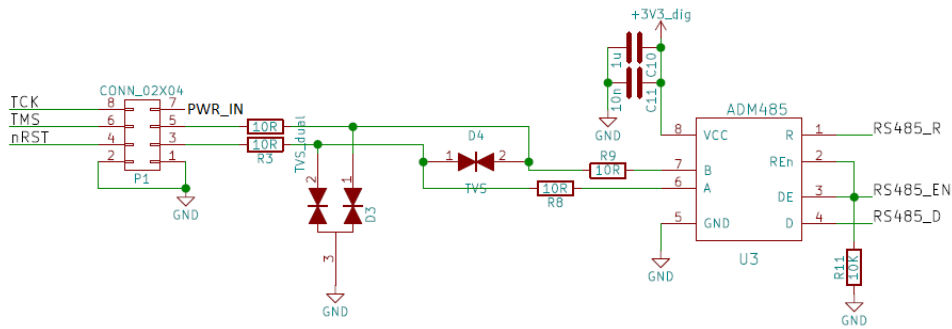 +3V3_dig
1u
C10
10n
C11
GND
CONN_02X04
TCK
8
7
PWR_IN
TMS
6
5
10R
nRST
4
3
10R
R3
2
1
P1
GND
TVS_dual
2
1
D3
3
GND
D4
1
2
TVS
R9
10R
10R
R8
ADM485
8
VCC
R
1
RS485_R
7
B
REn
2
6
A
DE
3
RS485_EN
5
GND
D
4
RS485_D
U3
GND
R11
10K
GND